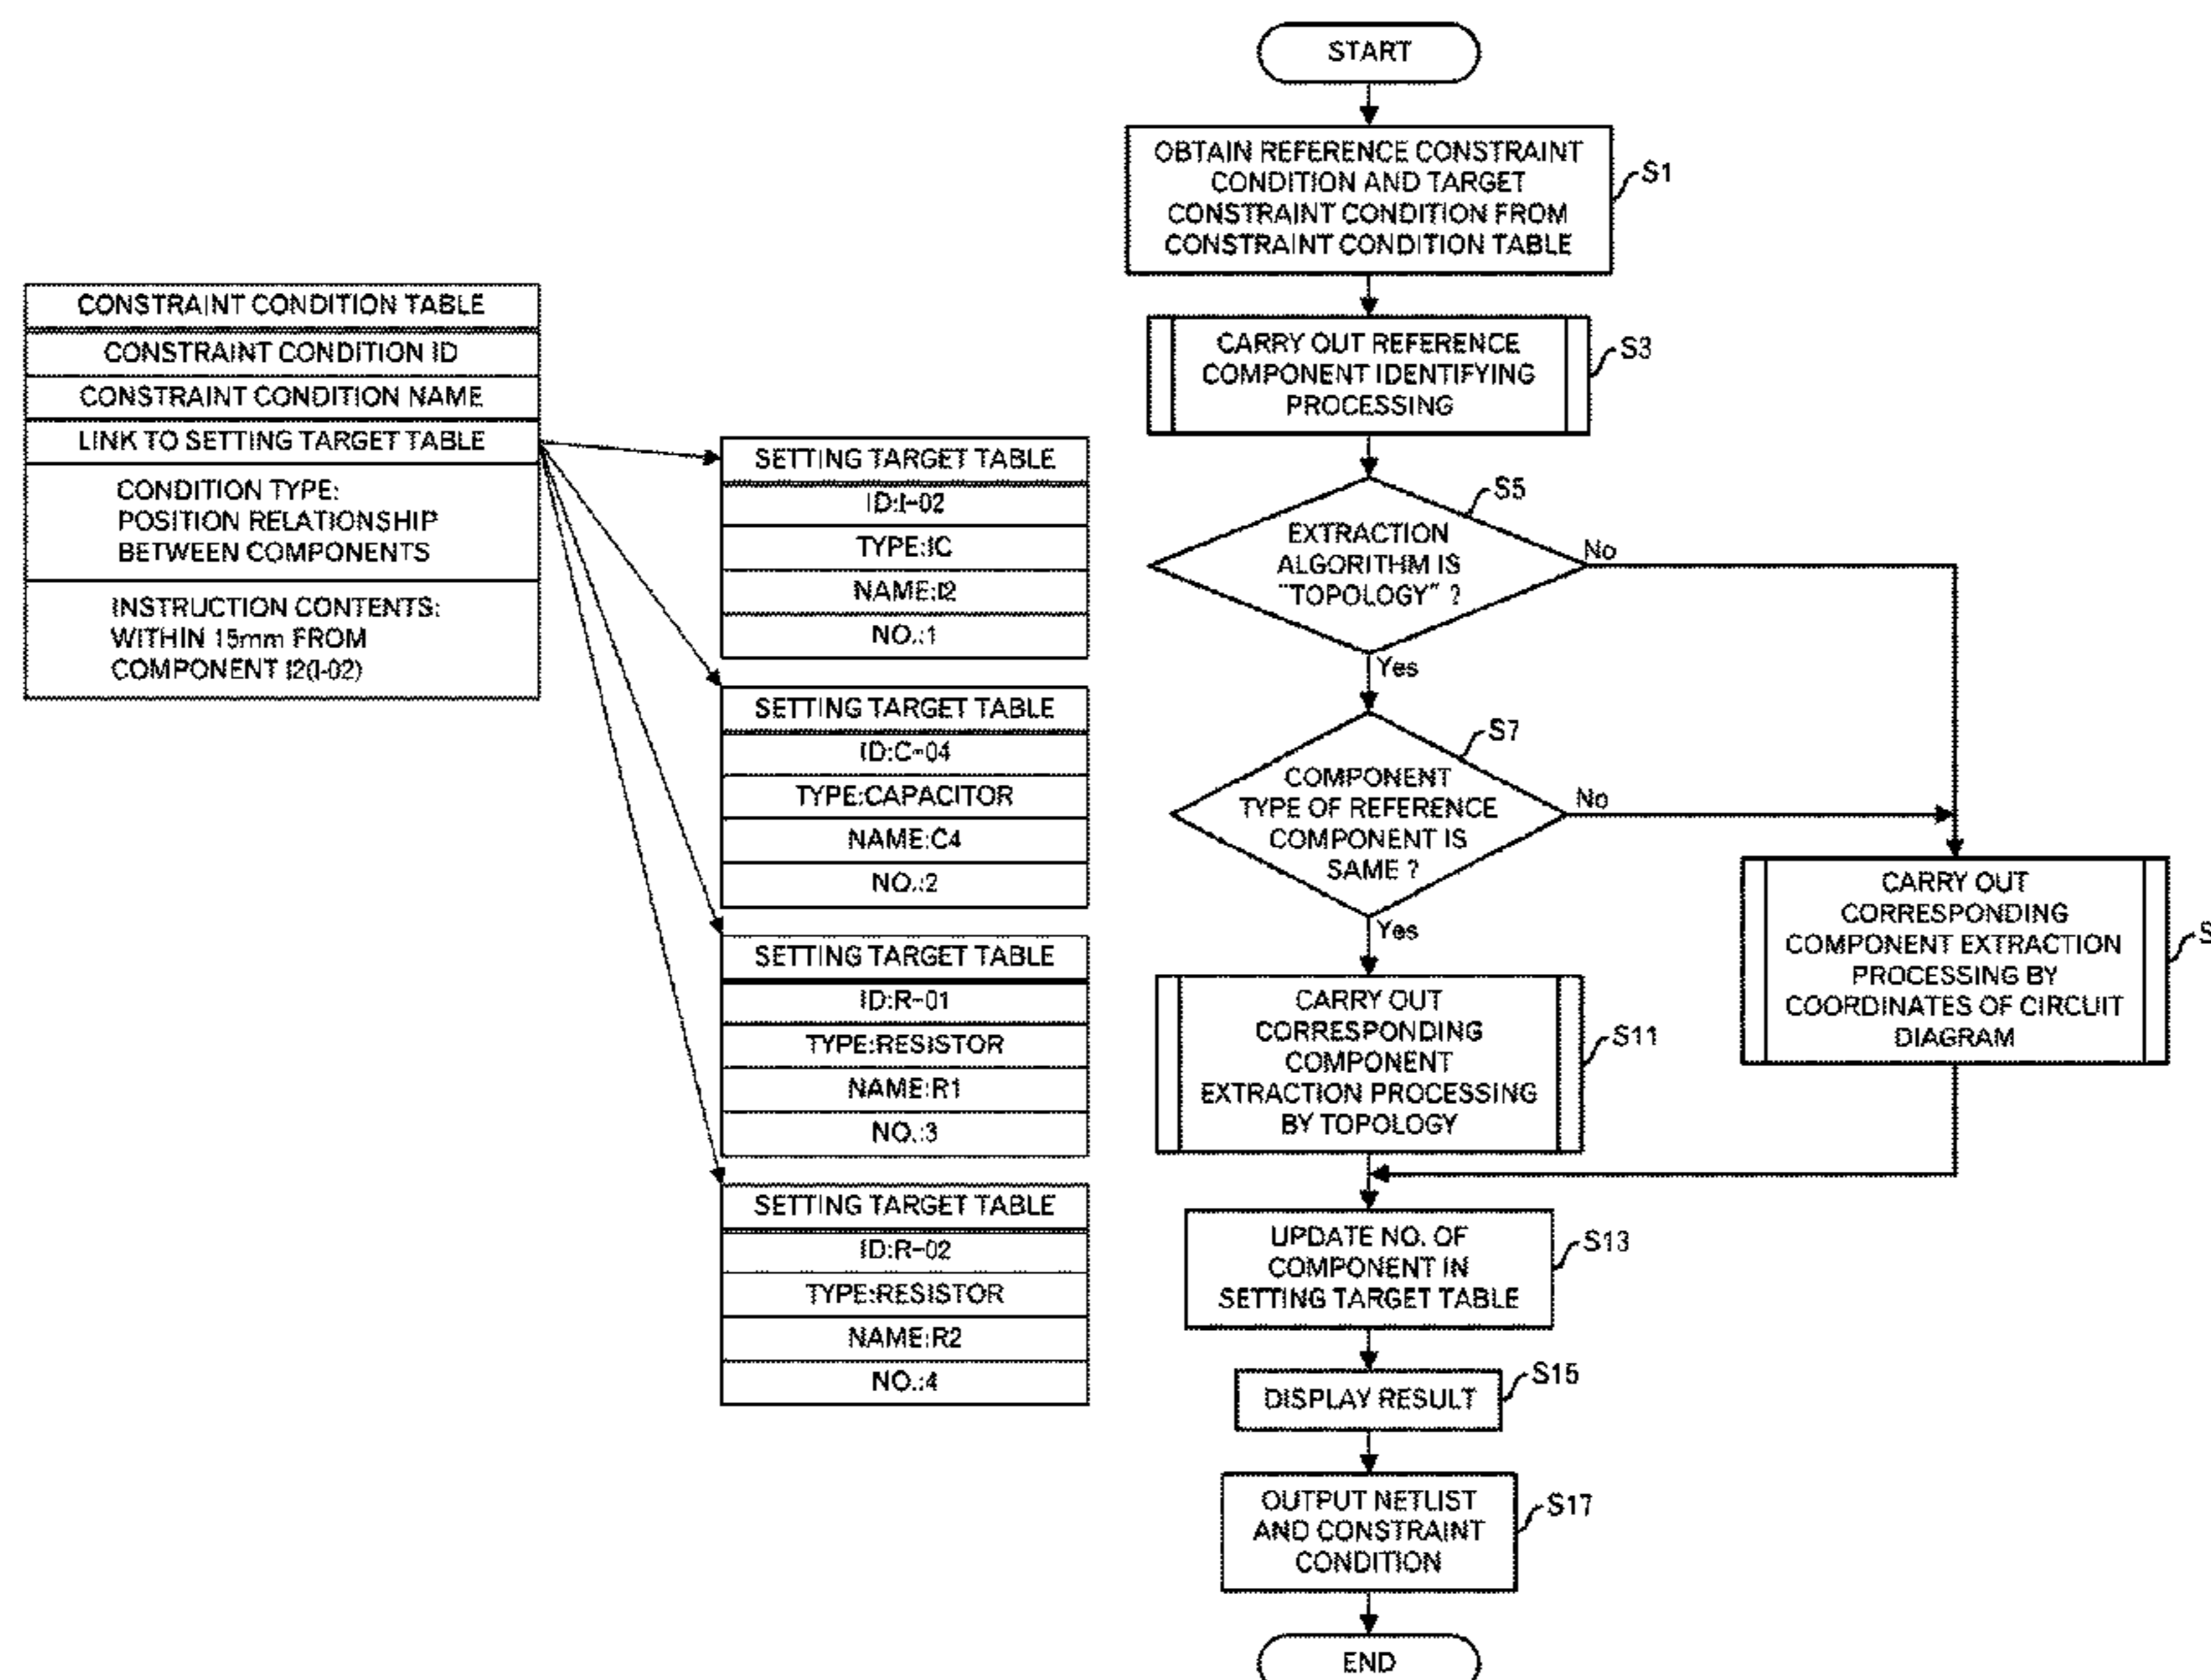 CONSTRAINT CONDITION TABLE
CONSTRAINT CONDITION ID
CONSTRAINT CONDITION NAME
LINK TO SETTING TARGET TABLE
CONDITION TYPE:
POSITION RELATIONSHIP
BETWEEN COMPONENTS
INSTRUCTION CONTENTS:
WITHIN 15mm FROM
COMPONENT I2(I-02)
SETTING TARGET TABLE
ID:I-02
TYPE:IC
NAME:I2
NO.:1
SETTING TARGET TABLE
ID:C-04
TYPE:CAPACITOR
NAME:C4
NO.:2
SETTING TARGET TABLE
ID:R-01
TYPE:RESISTOR
NAME:R1
NO.:3
SETTING TARGET TABLE
ID:R-02
TYPE:RESISTOR
NAME:R2
NO.:4
START
OBTAIN REFERENCE CONSTRAINT
CONDITION AND TARGET
CONSTRAINT CONDITION FROM
CONSTRAINT CONDITION TABLE
S1
CARRY OUT REFERENCE
COMPONENT IDENTIFYING
PROCESSING
S3
EXTRACTION
ALGORITHM IS
"TOPOLOGY" ?
S5
No
Yes
COMPONENT
TYPE OF REFERENCE
COMPONENT IS
SAME ?
S7
No
Yes
CARRY OUT
CORRESPONDING
COMPONENT EXTRACTION
PROCESSING BY
COORDINATES OF CIRCUIT
DIAGRAM
CARRY OUT
CORRESPONDING
COMPONENT
EXTRACTION PROCESSING
BY TOPOLOGY
S11
UPDATE NO. OF
COMPONENT IN
SETTING TARGET TABLE
S13
DISPLAY RESULT
S15
OUTPUT NETLIST
AND CONSTRAINT
CONDITION
S17
END